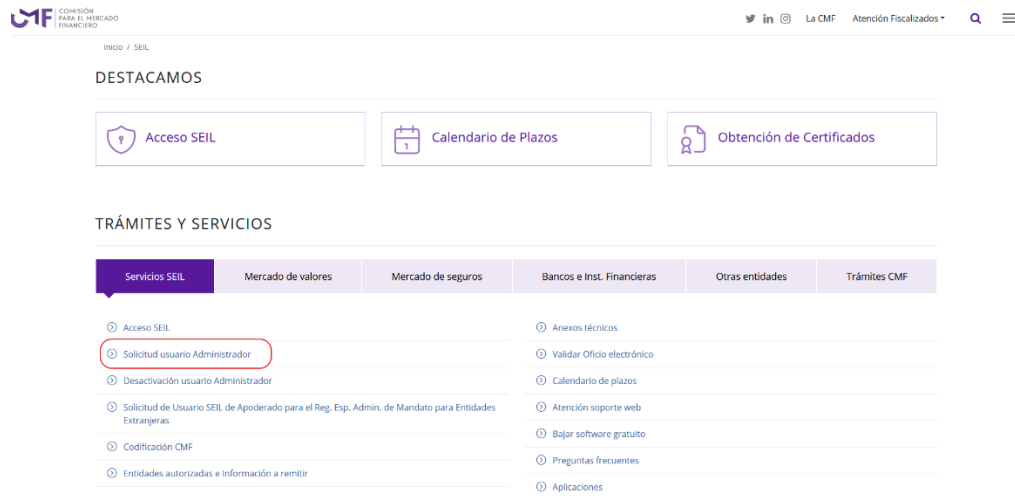 CMF
COMISIÓN
PARA EL MERCADO
FINANCIERO
La CMF
Atención Fiscalizados
Inicio / SEIL
DESTACAMOS
Acceso SEIL
1
Calendario de Plazos
Obtención de Certificados
TRÁMITES Y SERVICIOS
Servicios SEIL
Mercado de valores
Mercado de seguros
Bancos e Inst. Financieras
Otras entidades
Trámites CMF
Acceso SEIL
Solicitud usuario Administrador
Desactivación usuario Administrador
Solicitud de Usuario SEIL de Apoderado para el Reg. Esp. Admin. de Mandato para Entidades
Extranjeras
Codificación CMF
Entidades autorizadas e Información a remitir
Anexos técnicos
Validar Oficio electrónico
Calendario de plazos
Atención soporte web
Bajar software gratuito
Preguntas frecuentes
Aplicaciones